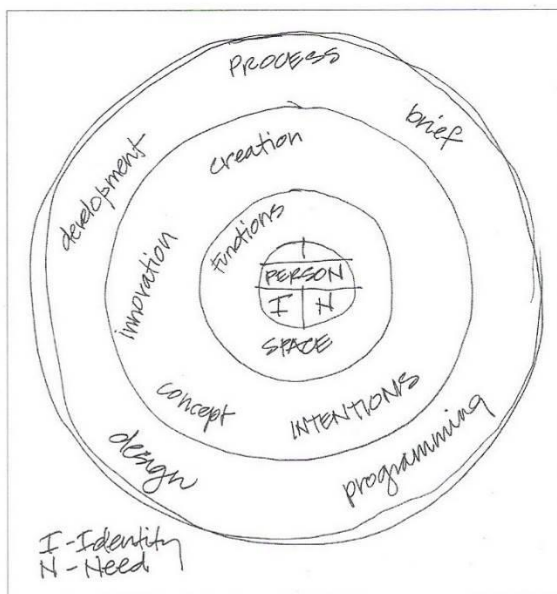 PROCESS
brief
development
creation
innovation
functions
PERSON
I N
SPACE
concept
INTENTIONS
design
programming
I - Identity
N - Need